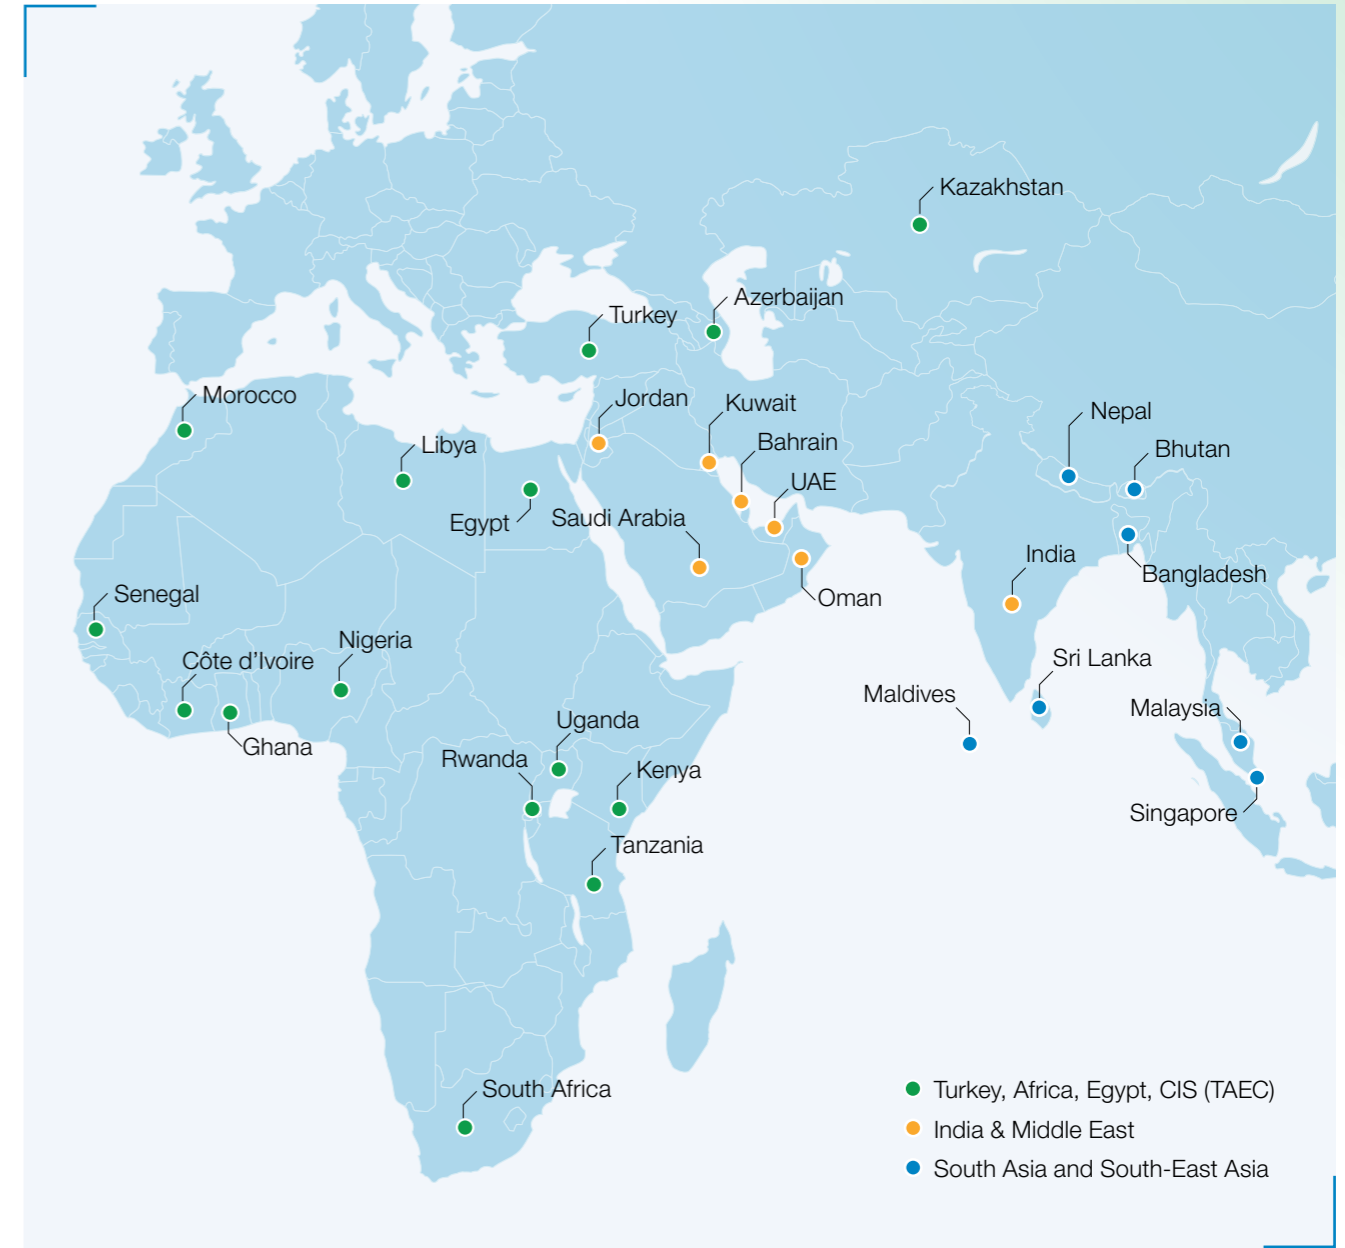 Kazakhstan
Azerbaijan
Turkey
Morocco
Jordan
Kuwait
Nepal
Libya
Bahrain
Bhutan
UAE
Egypt
Saudi Arabia
India
Bangladesh
Senegal
Oman
Nigeria
Côte d’Ivoire
Sri Lanka
Maldives
Malaysia
Uganda
Ghana
Rwanda
Kenya
Singapore
Tanzania
South Africa
Turkey, Africa, Egypt, CIS (TAEC)
India & Middle East
South Asia and South-East Asia